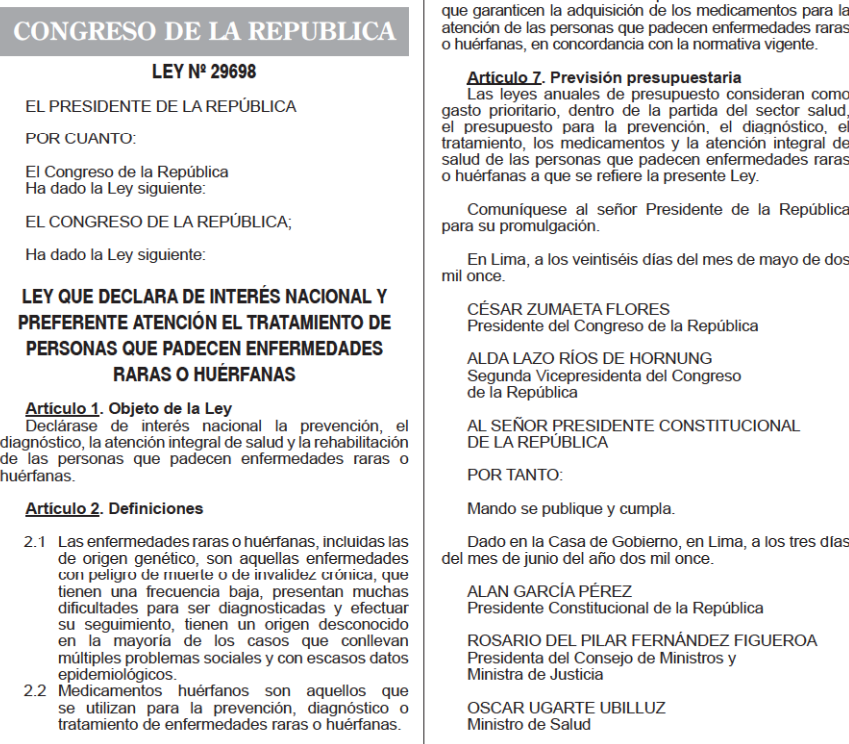 CONGRESO DE LA REPUBLICA
LEY Nº 29698
EL PRESIDENTE DE LA REPÚBLICA
POR CUANTO:
El Congreso de la República
Ha dado la Ley siguiente:
EL CONGRESO DE LA REPÚBLICA;
Ha dado la Ley siguiente:
LEY QUE DECLARA DE INTERÉS NACIONAL Y
PREFERENTE ATENCIÓN EL TRATAMIENTO DE
PERSONAS QUE PADECEN ENFERMEDADES
RARAS O HUÉRFANAS
Artículo 1. Objeto de la Ley
Declárase de interés nacional la prevención, el
diagnóstico, la atención integral de salud y la rehabilitación
de las personas que padecen enfermedades raras o
huérfanas.
Artículo 2. Definiciones
2.1 Las enfermedades raras o huérfanas, incluidas las
de origen genético, son aquellas enfermedades
con peligro de muerte o de invalidez crónica, que
tienen una frecuencia baja, presentan muchas
dificultades para ser diagnosticadas y efectuar
su seguimiento, tienen un origen desconocido
en la mayoría de los casos que conllevan
múltiples problemas sociales y con escasos datos
epidemiológicos.
2.2 Medicamentos huérfanos son aquellos que
se utilizan para la prevención, diagnóstico o
tratamiento de enfermedades raras o huérfanas.
que garanticen la adquisición de los medicamentos para la
atención de las personas que padecen enfermedades raras
o huérfanas, en concordancia con la normativa vigente.
Artículo 7. Previsión presupuestaria
Las leyes anuales de presupuesto consideran como
gasto prioritario, dentro de la partida del sector salud,
el presupuesto para la prevención, el diagnóstico, el
tratamiento, los medicamentos y la atención integral de
salud de las personas que padecen enfermedades raras
o huérfanas a que se refiere la presente Ley.
Comuníquese al señor Presidente de la República
para su promulgación.
En Lima, a los veintiséis días del mes de mayo de dos
mil once.
CÉSAR ZUMAETA FLORES
Presidente del Congreso de la República
ALDA LAZO RÍOS DE HORNUNG
Segunda Vicepresidenta del Congreso
de la República
AL SEÑOR PRESIDENTE CONSTITUCIONAL
DE LA REPÚBLICA
POR TANTO:
Mando se publique y cumpla.
Dado en la Casa de Gobierno, en Lima, a los tres días
del mes de junio del año dos mil once.
ALAN GARCÍA PÉREZ
Presidente Constitucional de la República
ROSARIO DEL PILAR FERNÁNDEZ FIGUEROA
Presidenta del Consejo de Ministros y
Ministra de Justicia
OSCAR UGARTE UBILLUZ
Ministro de Salud